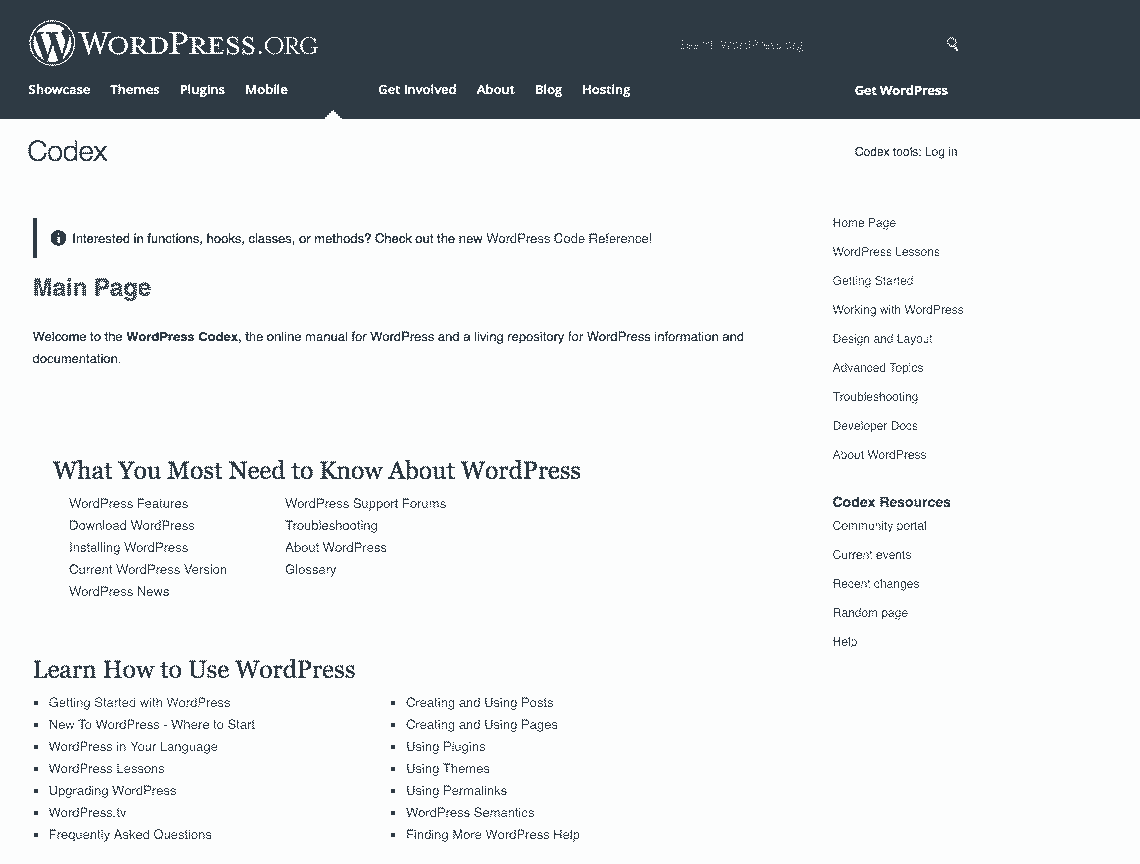 WORDPRESS.ORG
Search WordPress.org
Showcase Themes Plugins Mobile Get Involved About Blog Hosting Get WordPress
Codex
Codex tools: Log in
Interested in functions, hooks, classes, or methods? Check out the new WordPress Code Reference!
Main Page
Welcome to the WordPress Codex, the online manual for WordPress and a living repository for WordPress information and
documentation.
What You Most Need to Know About WordPress
WordPress Features
Download WordPress
Installing WordPress
Current WordPress Version
WordPress News
WordPress Support Forums
Troubleshooting
About WordPress
Glossary
Learn How to Use WordPress
Getting Started with WordPress
New To WordPress - Where to Start
WordPress in Your Language
WordPress Lessons
Upgrading WordPress
WordPress.tv
Frequently Asked Questions
Creating and Using Posts
Creating and Using Pages
Using Plugins
Using Themes
Using Permalinks
WordPress Semantics
Finding More WordPress Help
Home Page
WordPress Lessons
Getting Started
Working with WordPress
Design and Layout
Advanced Topics
Troubleshooting
Developer Docs
About WordPress
Codex Resources
Community portal
Current events
Recent changes
Random page
Help